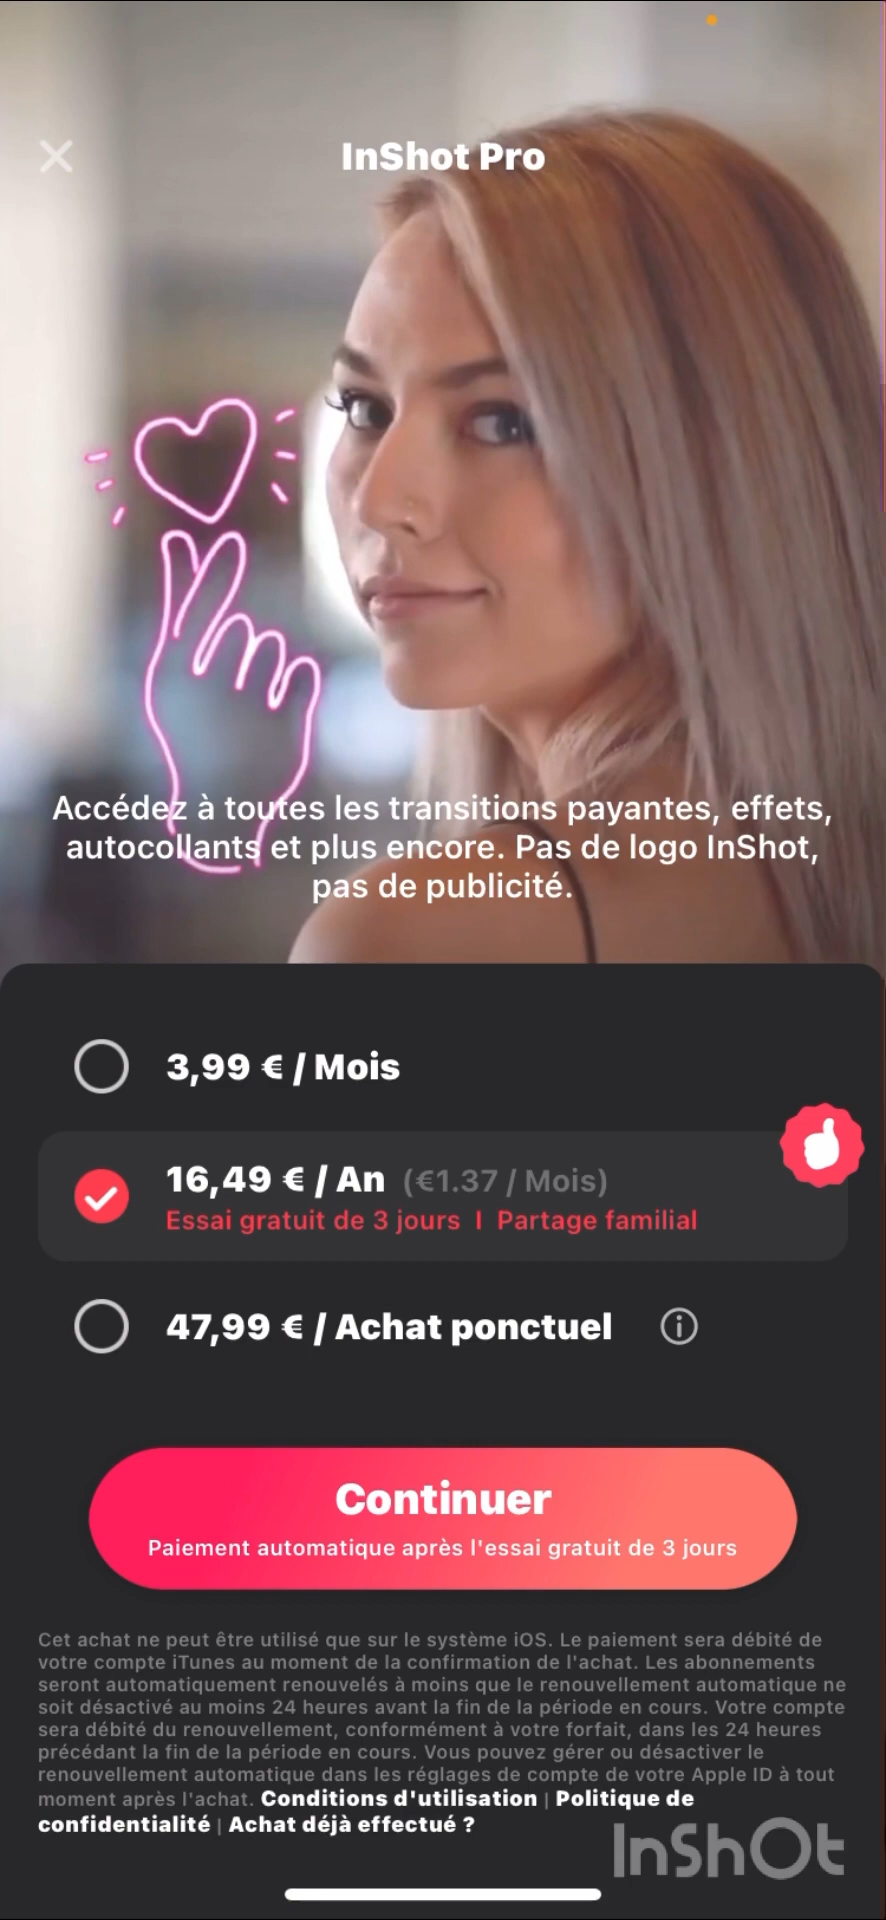 InShot Pro
Accédez à toutes les transitions payantes, effets,
autocollants et plus encore. Pas de logo InShot,
pas de publicité.
3,99 € / Mois
16,49 € / An (€1.37 / Mois)
Essai gratuit de 3 jours I Partage familial
47,99 € / Achat ponctuel
Continuer
Paiement automatique après l'essai gratuit de 3 jours
Cet achat ne peut être utilisé que sur le système iOS. Le paiement sera débité de
votre compte iTunes au moment de la confirmation de l'achat. Les abonnements
seront automatiquement renouvelés à moins que le renouvellement automatique ne
soit désactivé au moins 24 heures avant la fin de la période en cours. Votre compte
sera débité du renouvellement, conformément à votre forfait, dans les 24 heures
précédant la fin de la période en cours. Vous pouvez gérer ou désactiver le
renouvellement automatique dans les réglages de compte de votre Apple ID à tout
moment après l'achat. Conditions d'utilisation | Politique de
confidentialité | Achat déjà effectué ?
InShOt